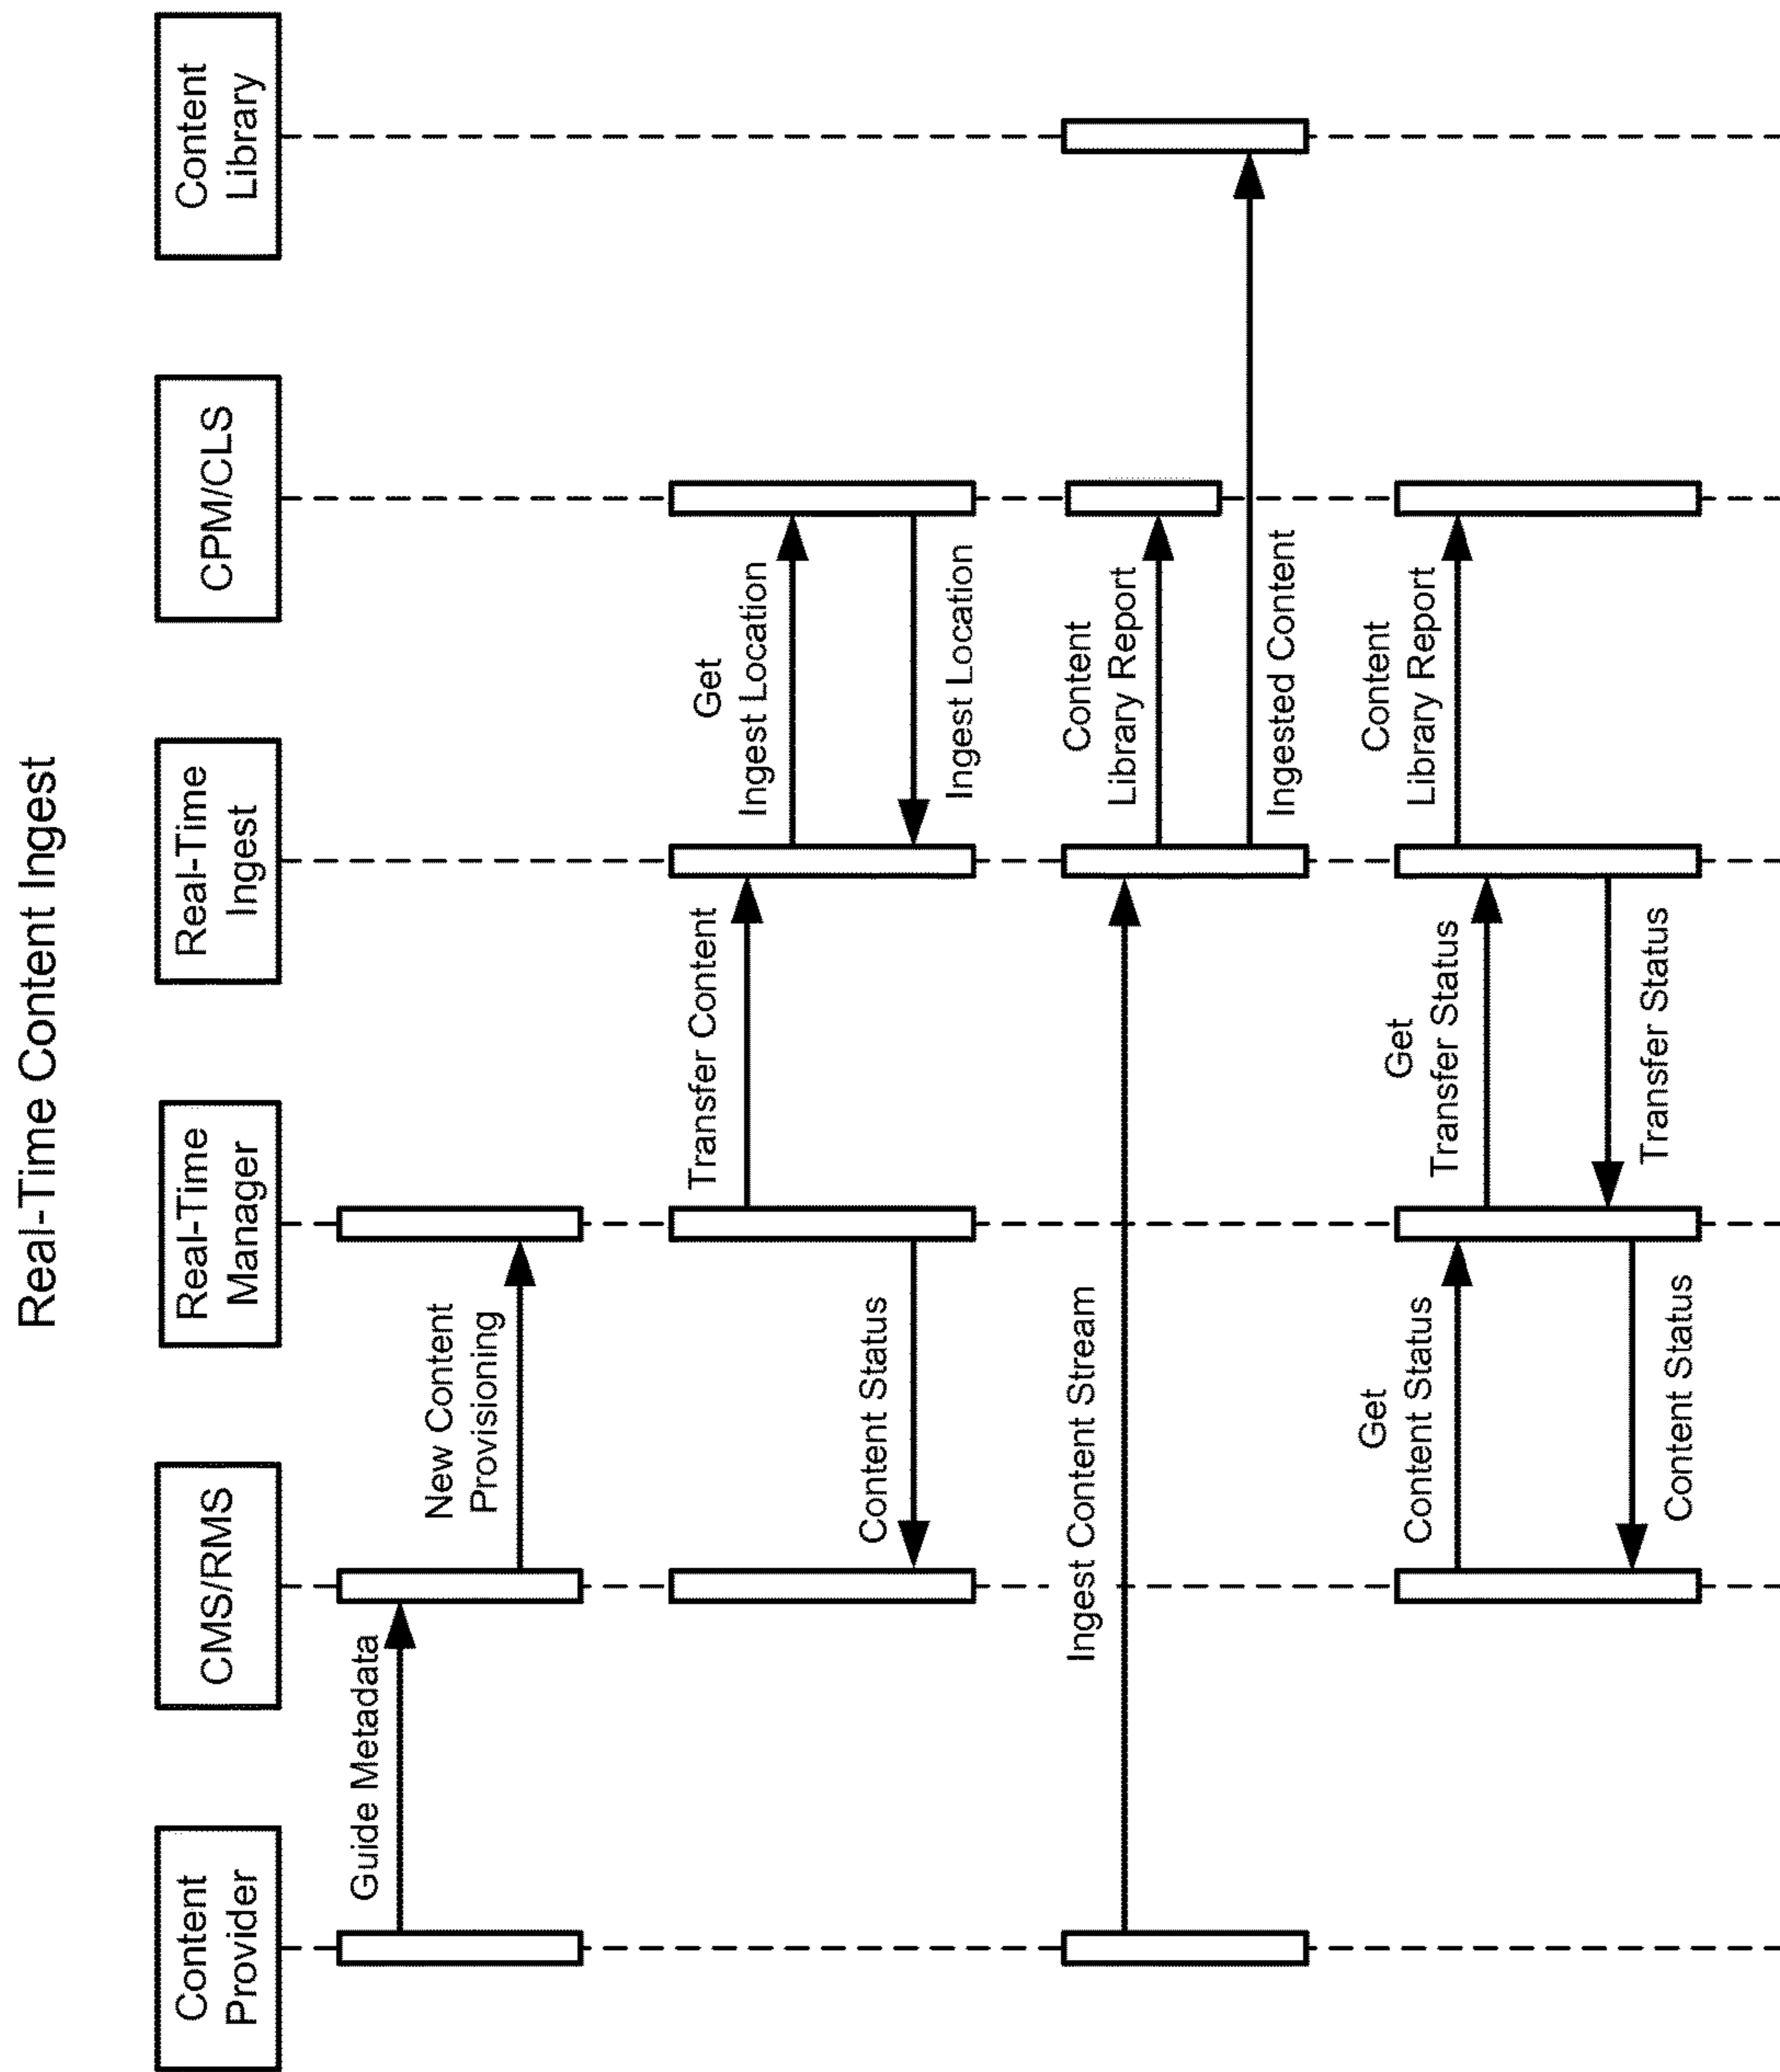 Real-Time Content Ingest
Content
Provider
CMS/RMS
Real-Time
Manager
Real-Time
Ingest
CPM/CLS
Content
Library
Guide Metadata
New Content
Provisioning
Transfer Content
Get
Ingest Location
Content Status
Ingest Location
Ingest Content Stream
Content
Library Report
Ingested Content
Get
Content Status
Get
Transfer Status
Content
Library Report
Transfer Status
Content Status